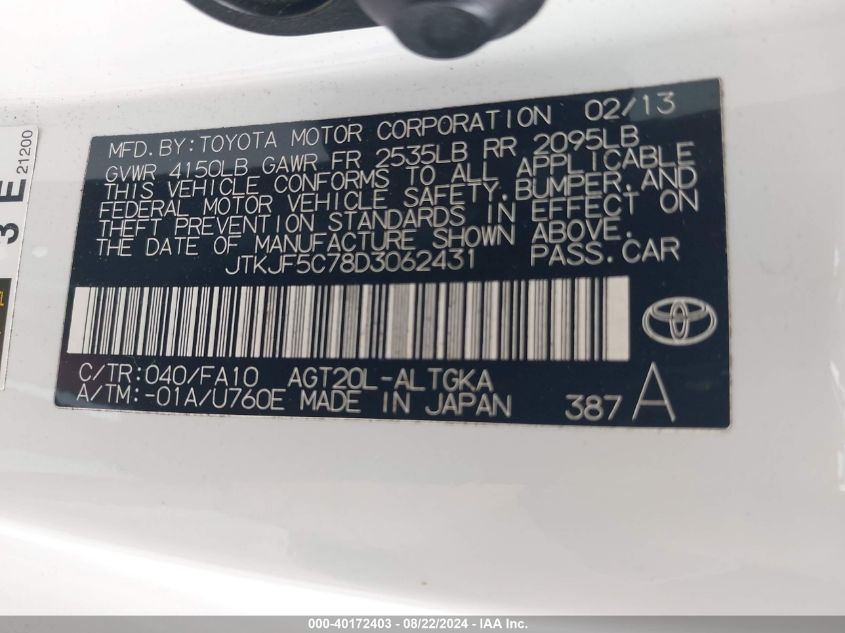 MFD.BY:TOYOTA MOTOR CORPORATION 02/13
GVWR 4150LB GAWR FR 2535LB RR 2095LB
THIS VEHICLE CONFORMS TO ALL APPLICABLE
FEDERAL MOTOR VEHICLE SAFETY,BUMPER,AND
THEFT PREVENTION STANDARDS IN EFFECT ON
THE DATE OF MANUFACTURE SHOWN ABOVE.
JTKJF5C78D3062431 PASS.CAR
C/TR:040/FA10 AGT20L-ALTGKA
A/TM:-01A/U760E MADE IN JAPAN 387 A
3 E
21200
000-40172403 - 08/22/2024 - IAA Inc.